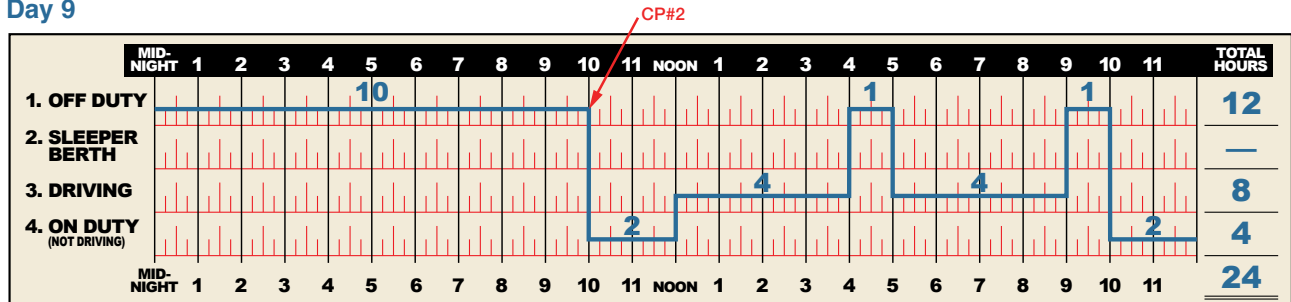 Day 9
CP#2
MID-NIGHT 1 2 3 4 5 6 7 8 9 10 11 NOON 1 2 3 4 5 6 7 8 9 10 11 TOTAL HOURS
1. OFF DUTY 10 1 1 12
2. SLEEPER BERTH —
3. DRIVING 4 4 8
4. ON DUTY (NOT DRIVING) 2 2 4
MID-NIGHT 1 2 3 4 5 6 7 8 9 10 11 NOON 1 2 3 4 5 6 7 8 9 10 11 24